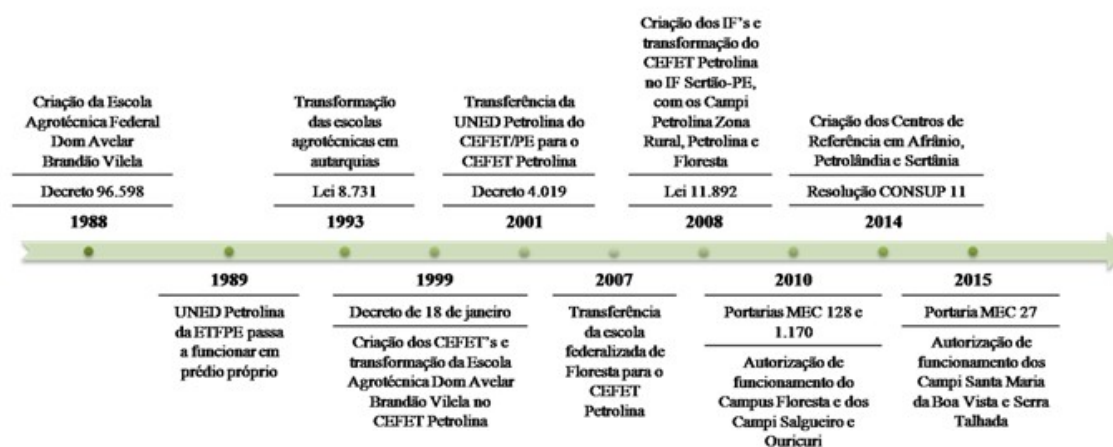 Criação da Escola
Agrotécnica Federal
Dom Avelar
Brandão Vilela
Decreto 96.598
1988
Transformação
das escolas
agrotécnicas em
autarquias
Lei 8.731
1993
Transferência da
UNED Petrolina do
CEFET/PE para o
CEFET Petrolina
Decreto 4.019
2001
Criação dos IF's e
transformação do
CEFET Petrolina
no IF Sertão-PE,
com os Campi
Petrolina Zona
Rural, Petrolina e
Floresta
Lei 11.892
2008
Criação dos Centros de
Referência em Afrânio,
Petrolândia e Sertânia
Resolução CONSUP 11
2014
1989
UNED Petrolina
da ETFPE passa
a funcionar em
prédio próprio
1999
Decreto de 18 de janeiro
Criação dos CEFET's e
transformação da Escola
Agrotécnica Dom Avelar
Brandão Vilela no
CEFET Petrolina
2007
Transferência
da escola
federalizada de
Floresta para o
CEFET
Petrolina
2010
Portarias MEC 128 e
1.170
Autorização de
funcionamento do
Campus Floresta e dos
Campi Salgueiro e
Ouricuri
2015
Portaria MEC 27
Autorização de
funcionamento dos
Campi Santa Maria
da Boa Vista e Serra
Talhada